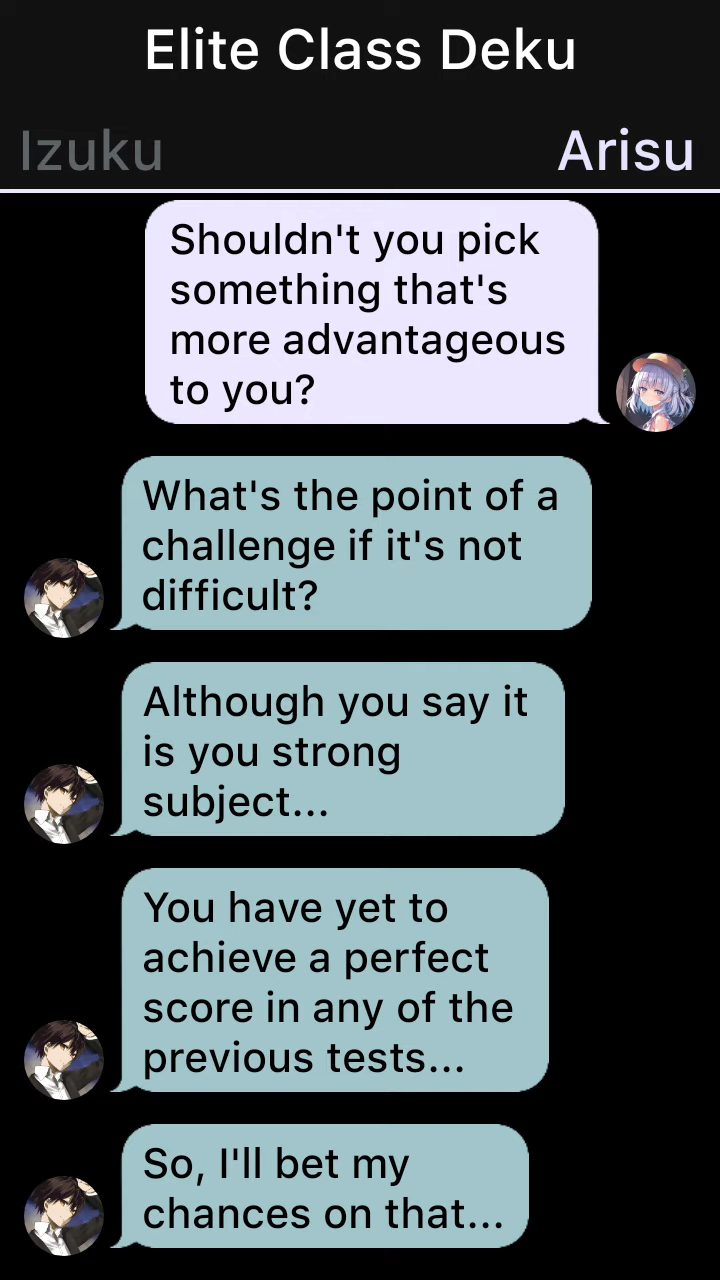 Elite Class Deku
Izuku
Arisu
Shouldn't you pick
something that's
more advantageous
to you?
What's the point of a
challenge if it's not
difficult?
Although you say it
is you strong
subject...
You have yet to
achieve a perfect
score in any of the
previous tests...
So, I'll bet my
chances on that...